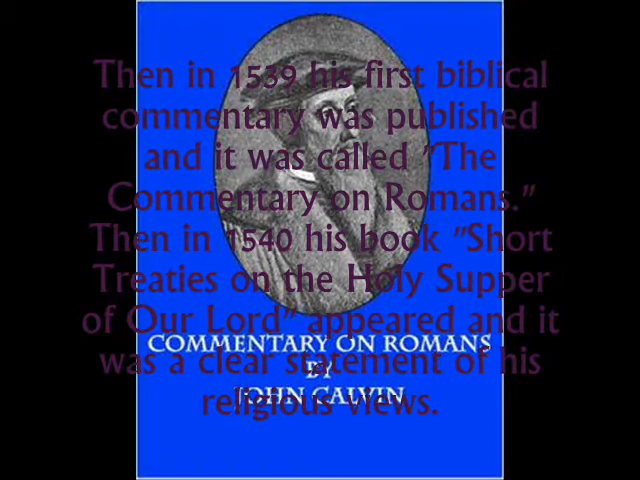 Then in 1539 his first biblical
commentary was published
and it was called "The
Commentary on Romans."
Then in 1540 his book "Short
Treaties on the Holy Supper
of Our Lord" appeared and it
was a clear statement of his
religious views.
COMMENTARY ON ROMANS
BY
JOHN CALVIN